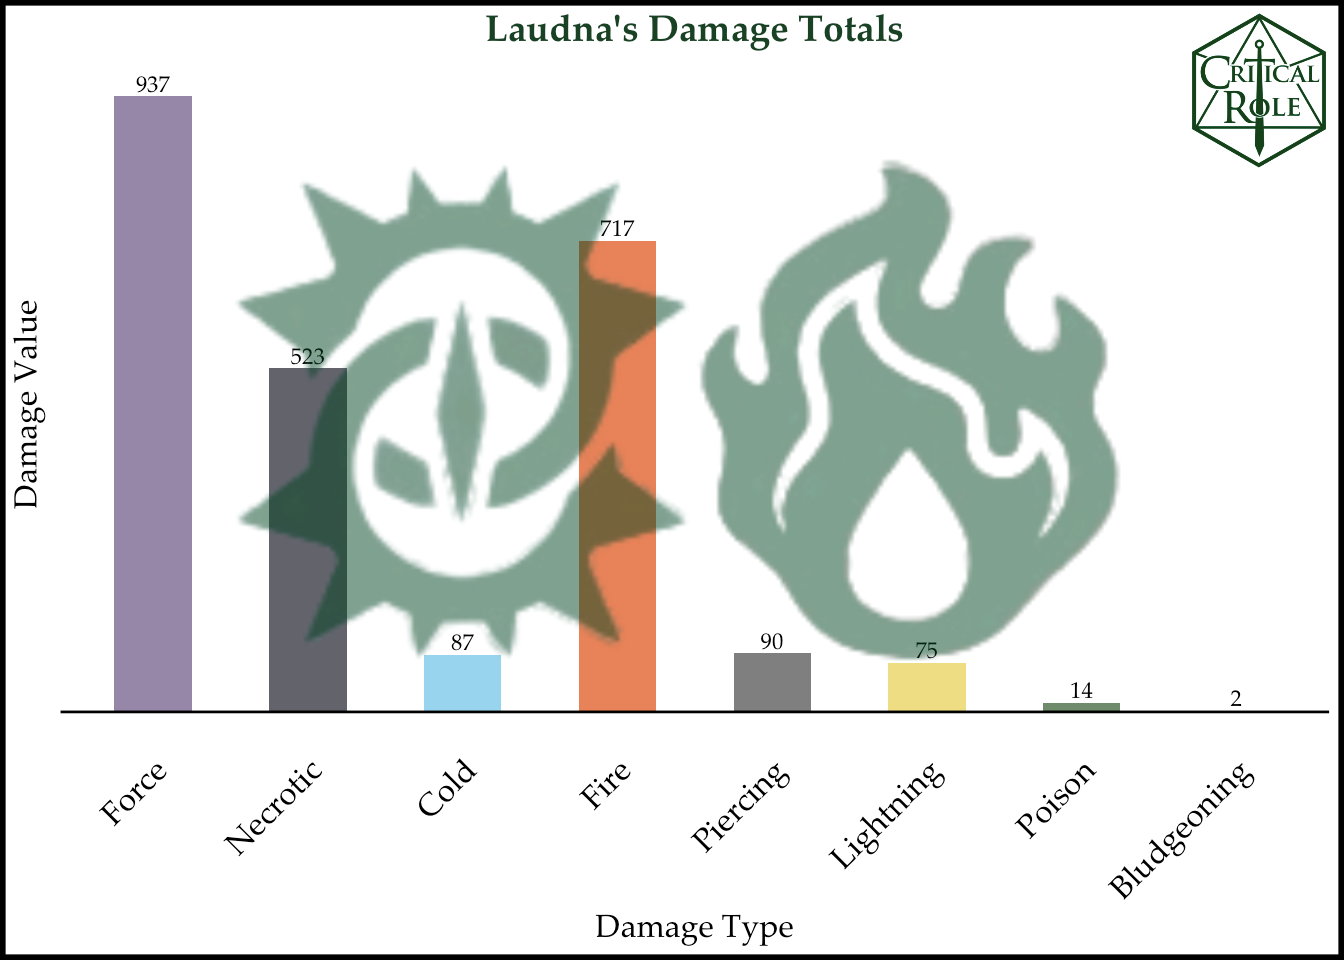 Laudna's Damage Totals
CRITICAL
ROLE
937
717
523
87
90
75
14
2
Damage Value
Force
Necrotic
Cold
Fire
Piercing
Lightning
Poison
Bludgeoning
Damage Type